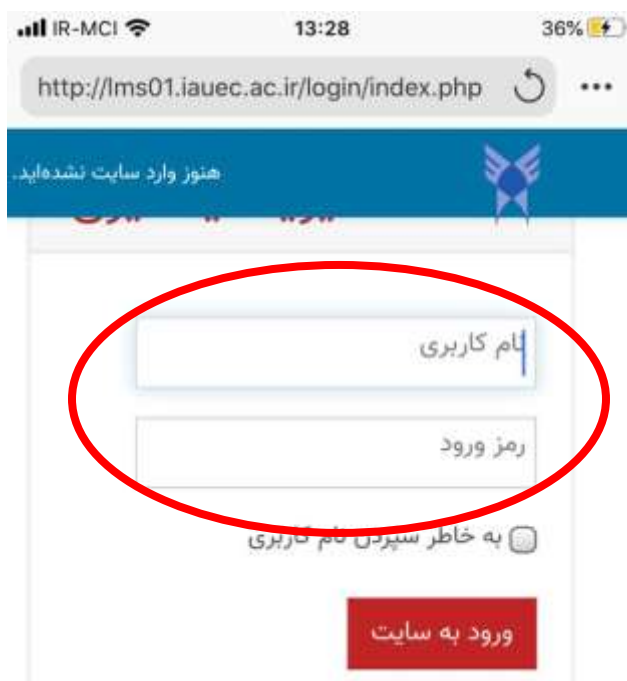 IR-MCI 13:28 36%
http://lms01.iauec.ac.ir/login/index.php
هنوز وارد سایت نشده‌اید.
نام کاربری
رمز ورود
به خاطر سپردن نام کاربری
ورود به سایت